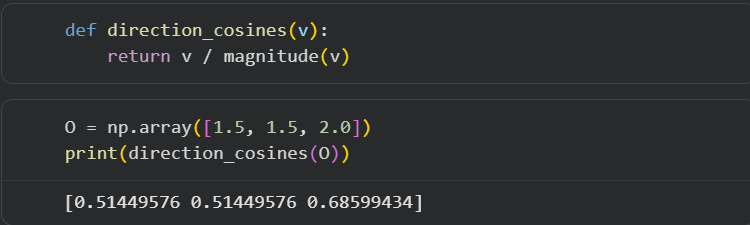 def direction_cosines(v):
    return v / magnitude(v)
O = np.array([1.5, 1.5, 2.0])
print(direction_cosines(O))
[0.51449576 0.51449576 0.68599434]